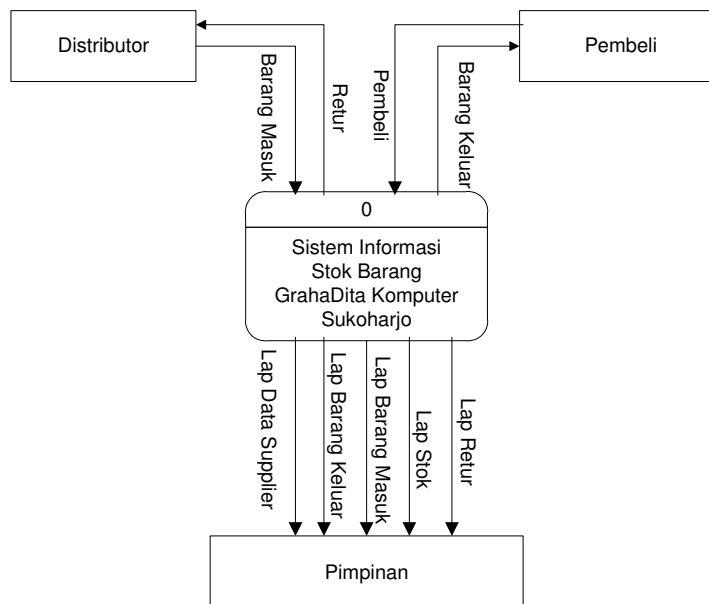 Distributor
Pembeli
Barang Masuk
Retur
Pembeli
Barang Keluar
0
Sistem Informasi
Stok Barang
GrahaDita Komputer
Sukoharjo
Lap Data Supplier
Lap Barang Keluar
Lap Barang Masuk
Lap Stok
Lap Retur
Pimpinan